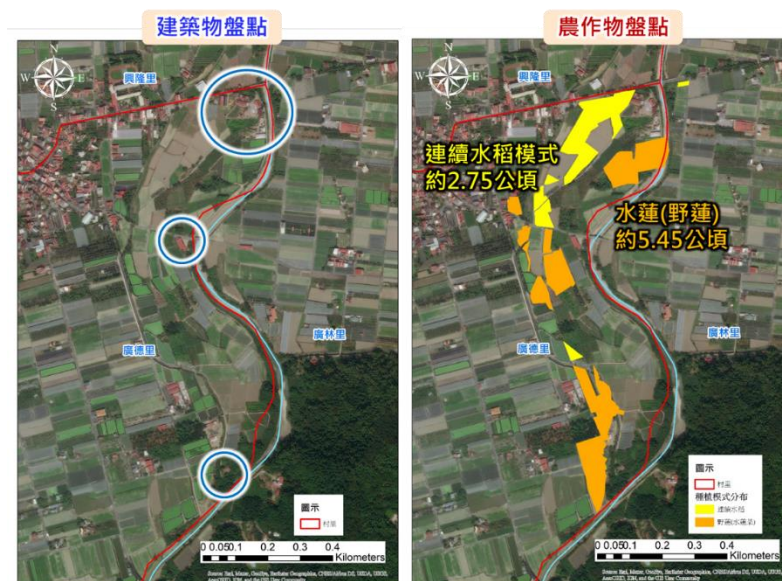 建築物盤點
N
W
E
S
興隆里
廣德里
廣林里
圖示
村里
0 0.05 0.1 0.2 0.3 0.4
Kilometers
農作物盤點
N
W
E
S
興隆里
連續水稻模式
約2.75公頃
水蓮(野蓮)
約5.45公頃
廣德里
廣林里
圖示
村里
種植模式分布
連續水稻
野蓮(水蓮菜)
0 0.05 0.1 0.2 0.3 0.4
Kilometers